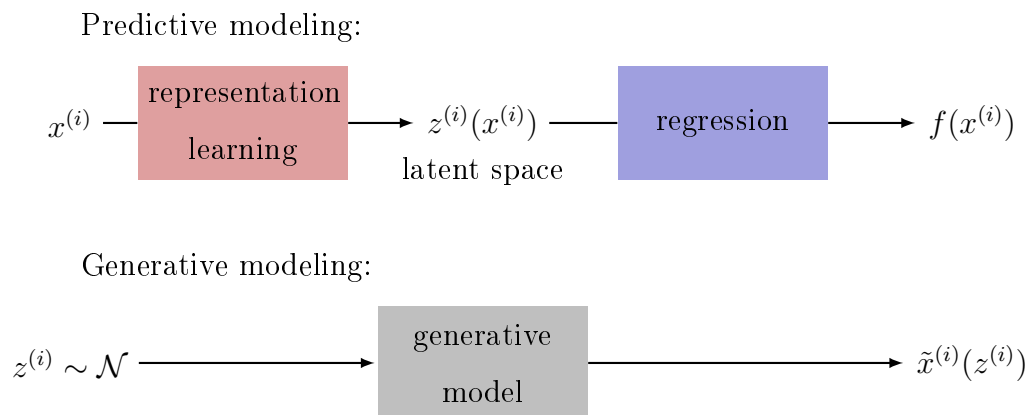 Predictive modeling:
x^{(i)} representation learning z^{(i)}(x^{(i)}) regression f(x^{(i)})
latent space
Generative modeling:
z^{(i)} ∼ 𝒩 generative model x̃^{(i)}(z^{(i)})